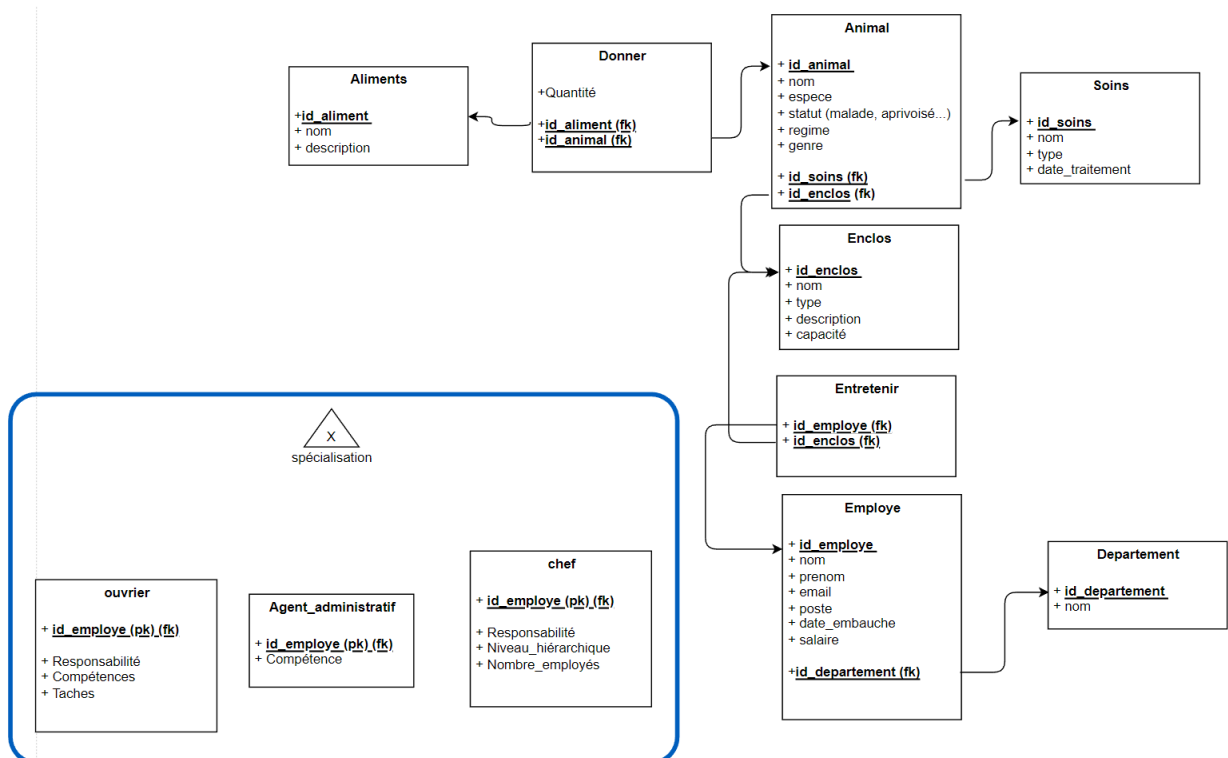 Aliments
+id_aliment
+ nom
+ description
Donner
+Quantité
+id_aliment (fk)
+id_animal (fk)
Animal
+ id_animal
+ nom
+ espece
+ statut (malade, aprivoisé...)
+ regime
+ genre
+ id_soins (fk)
+ id_enclos (fk)
Soins
+ id_soins
+ nom
+ type
+ date_traitement
Enclos
+ id_enclos
+ nom
+ type
+ description
+ capacité
Entretenir
+ id_employe (fk)
+ id_enclos (fk)
X
spécialisation
ouvrier
+ id_employe (pk) (fk)
+ Responsabilité
+ Compétences
+ Taches
Agent_administratif
+ id_employe (pk) (fk)
+ Compétence
chef
+ id_employe (pk) (fk)
+ Responsabilité
+ Niveau_hiérarchique
+ Nombre_employés
Employe
+ id_employe
+ nom
+ prenom
+ email
+ poste
+ date_embauche
+ salaire
+id_departement (fk)
Departement
+ id_departement
+ nom